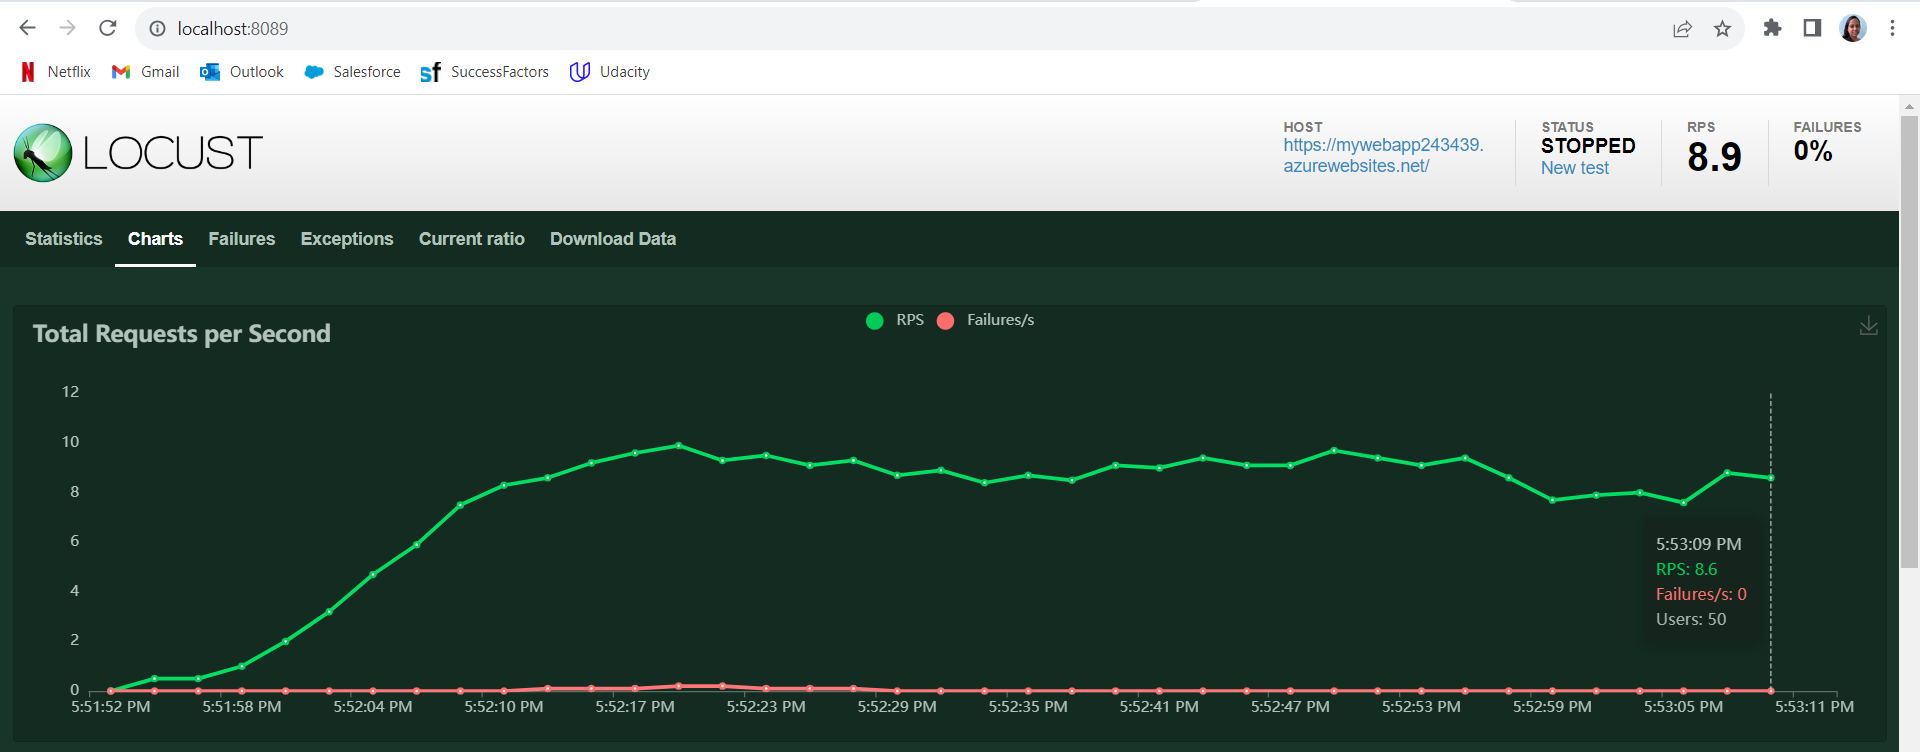 localhost:8089
Netflix Gmail Outlook Salesforce SuccessFactors Udacity
LOCUST
HOST
https://mywebapp243439.
azurewebsites.net/
STATUS
STOPPED
New test
RPS
8.9
FAILURES
0%
Statistics Charts Failures Exceptions Current ratio Download Data
Total Requests per Second
RPS Failures/s
12
10
8
6
4
2
0
5:53:09 PM
RPS: 8.6
Failures/s: 0
Users: 50
5:51:52 PM 5:51:58 PM 5:52:04 PM 5:52:10 PM 5:52:17 PM 5:52:23 PM 5:52:29 PM 5:52:35 PM 5:52:41 PM 5:52:47 PM 5:52:53 PM 5:52:59 PM 5:53:05 PM 5:53:11 PM